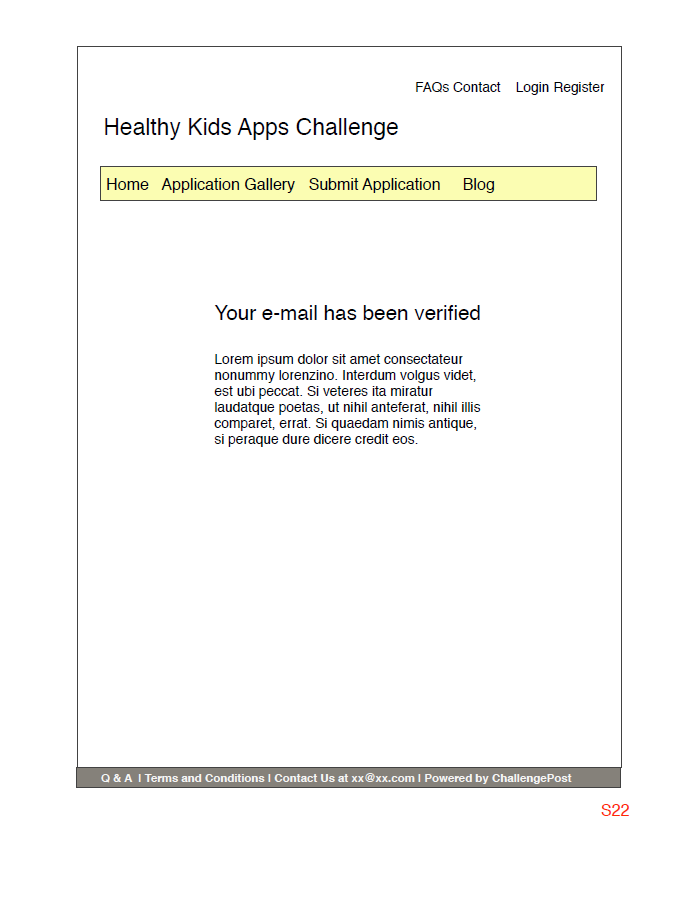 FAQs Contact Login Register
Healthy Kids Apps Challenge
Home Application Gallery Submit Application Blog
Your e-mail has been verified
Lorem ipsum dolor sit amet consectateur
nonummy lorenzino. Interdum volgus videt,
est ubi peccat. Si veteres ita miratur
laudatque poetas, ut nihil anteferat, nihil illis
comparet, errat. Si quaedam nimis antique,
si peraque dure dicere credit eos.
Q & A | Terms and Conditions | Contact Us at xx@xx.com | Powered by ChallengePost
S22